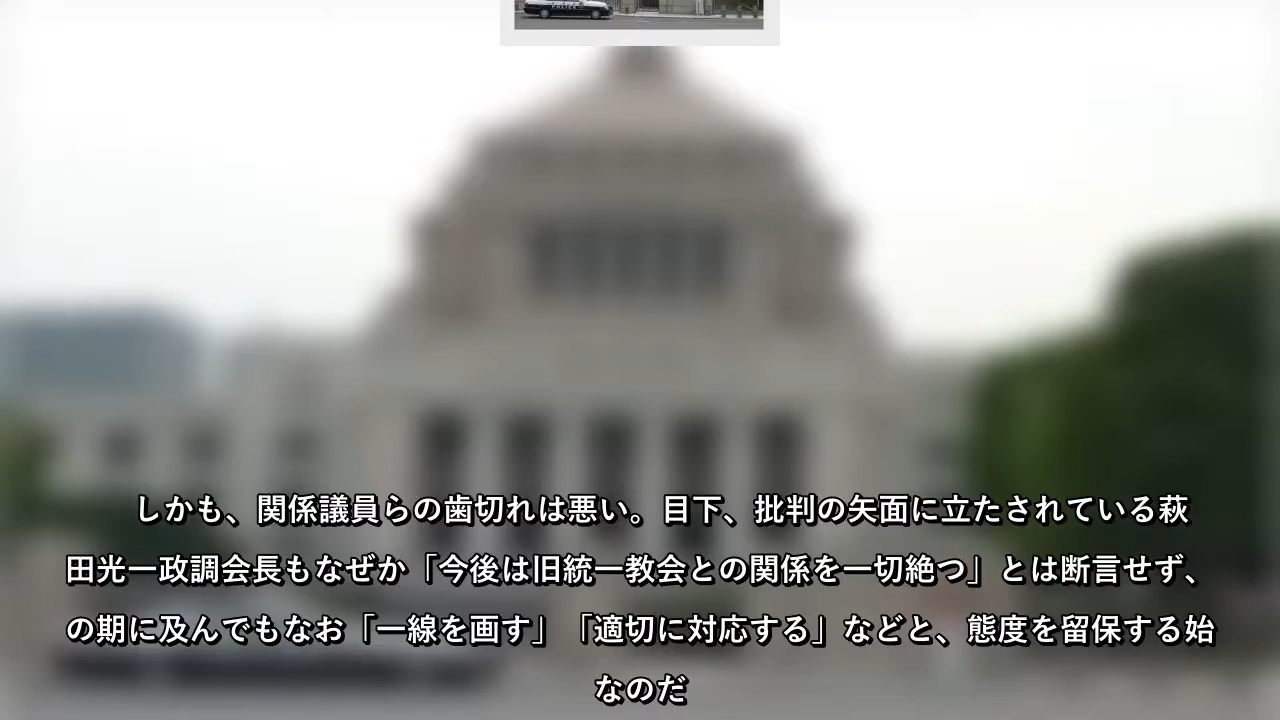 POLICE
しかも、関係議員らの歯切れは悪い。目下、批判の矢面に立たされている萩
田光一政調会長もなぜか「今後は旧統一教会との関係を一切絶つ」とは断言せず、
の期に及んでもなお「一線を画す」「適切に対応する」などと、態度を留保する始
なのだ